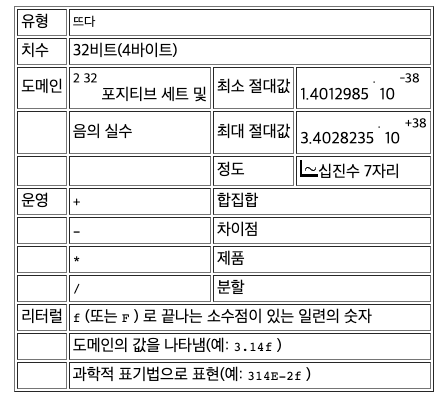 유형 뜨다
치수 32비트(4바이트)
도메인 2 32 포지티브 세트 및 최소 절대값 1.4012985 · 10 -38
음의 실수 최대 절대값 3.4028235 · 10 +38
정도 ~십진수 7자리
운영 + 합집합
- 차이점
* 제품
/ 분할
리터럴 f (또는 F ) 로 끝나는 소수점이 있는 일련의 숫자
도메인의 값을 나타냄(예: 3.14f )
과학적 표기법으로 표현(예: 314E-2f )